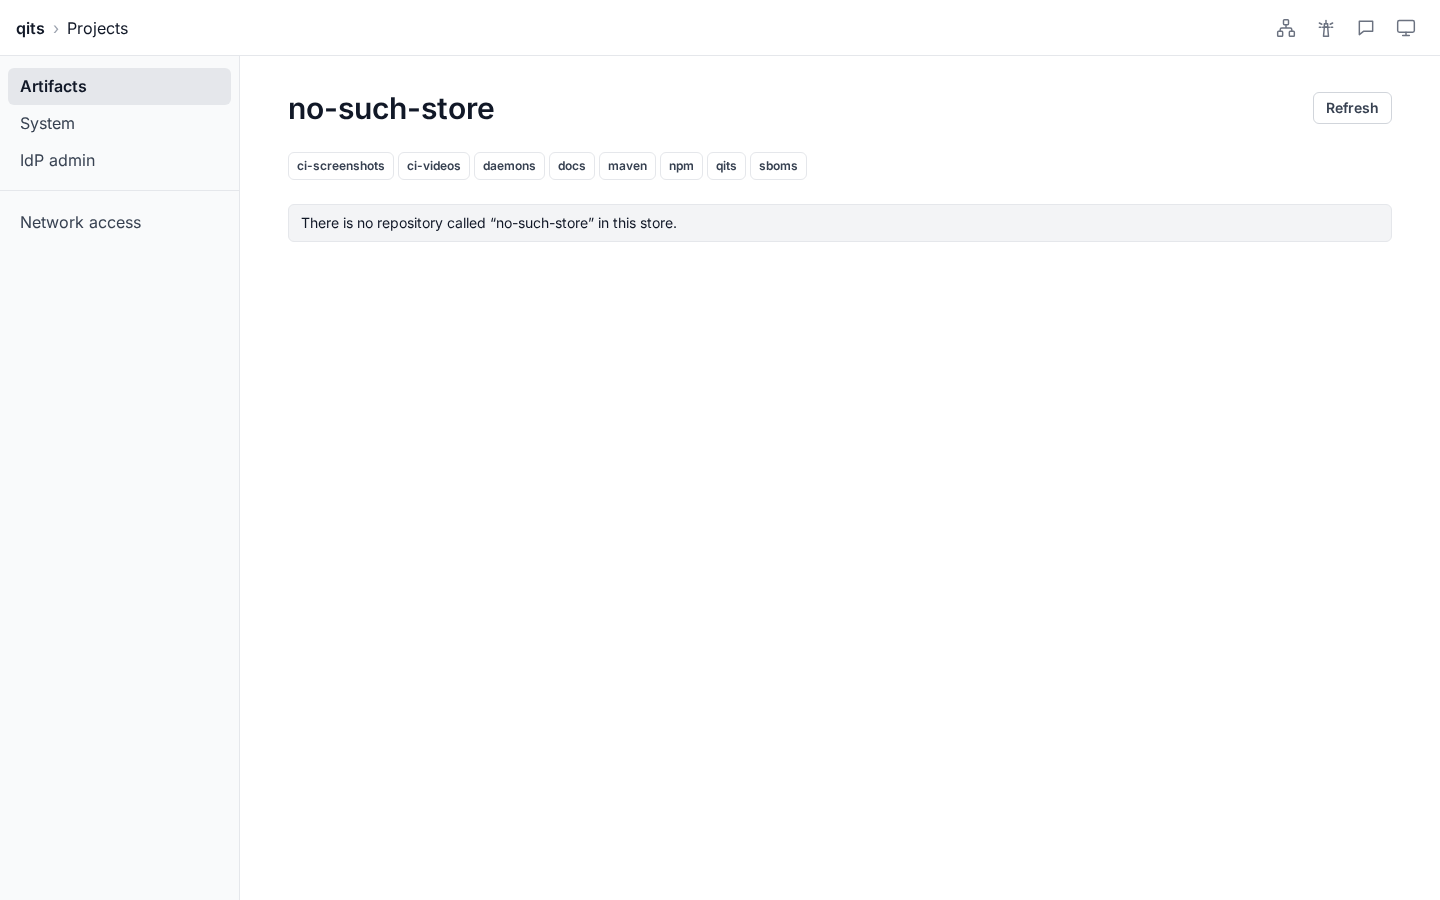 qits › Projects
Artifacts
System
IdP admin
Network access
no-such-store
Refresh
ci-screenshots ci-videos daemons docs maven npm qits sboms
There is no repository called “no-such-store” in this store.